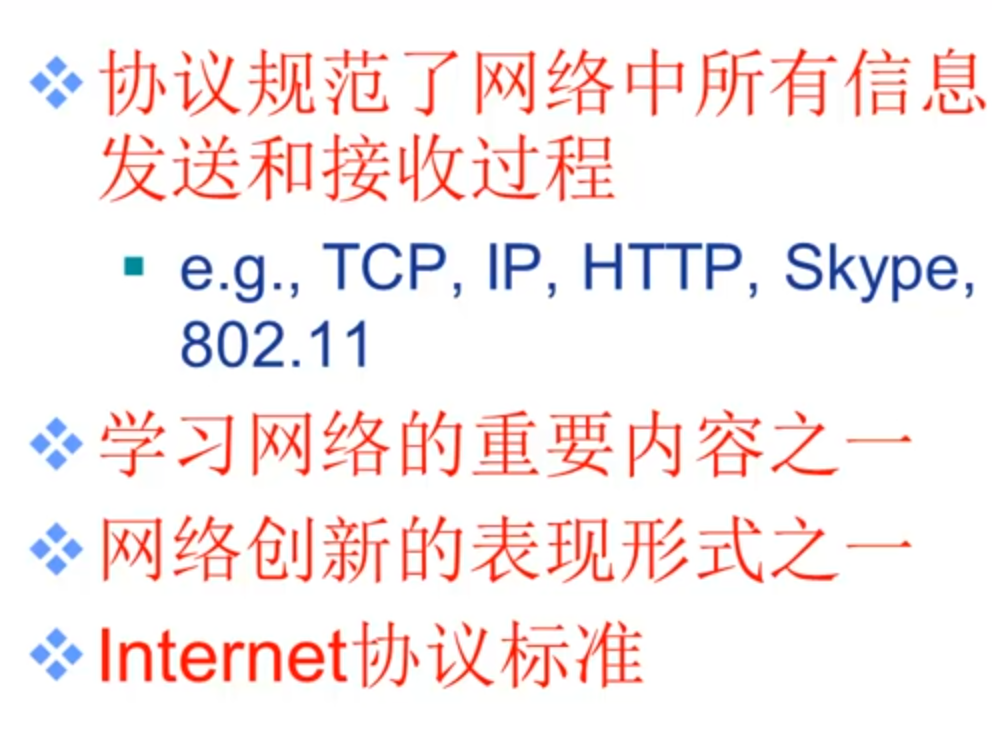 协议规范了网络中所有信息
发送和接收过程
e.g., TCP, IP, HTTP, Skype,
802.11
学习网络的重要内容之一
网络创新的表现形式之一
Internet协议标准